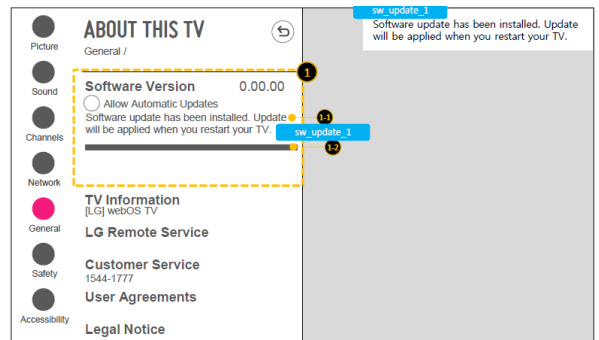 Picture
Sound
Channels
Network
General
Safety
Accessibility
ABOUT THIS TV
General /
1
Software Version 0.00.00
Allow Automatic Updates
Software update has been installed. Update
will be applied when you restart your TV.
1-1
sw_update_1
1-2
TV Information
[LG] webOS TV
LG Remote Service
Customer Service
1544-1777
User Agreements
Legal Notice
sw_update_1
Software update has been installed. Update
will be applied when you restart your TV.